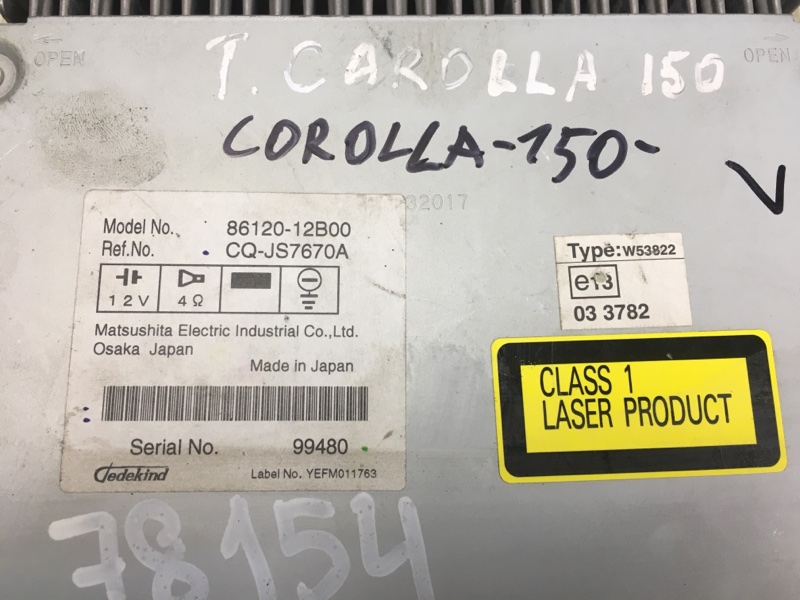 OPEN
OPEN
T. CAROLLA 150
COROLLA-150-
V
32017
Model No. 86120-12B00
Ref.No. CQ-JS7670A
12V 4Ω
Matsushita Electric Industrial Co.,Ltd.
Osaka Japan
Made in Japan
Serial No. 99480
Jedekind Label No. YEFM011763
Type:W53822
e13
03 3782
CLASS 1
LASER PRODUCT
78154